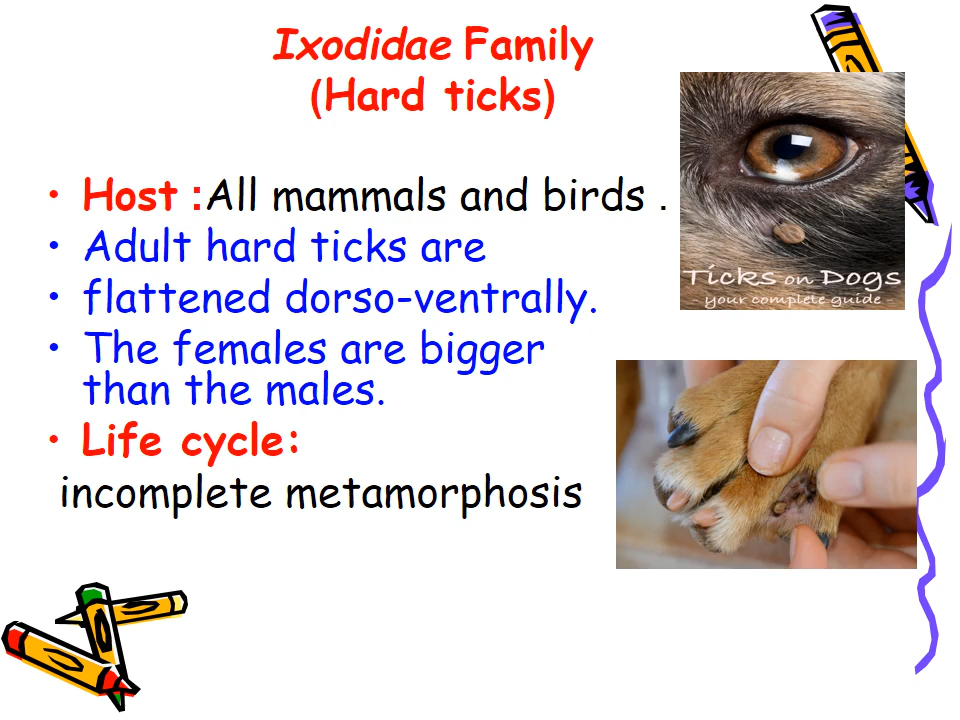 Ixodidae Family
(Hard ticks)
• Host :All mammals and birds .
• Adult hard ticks are
• flattened dorso-ventrally.
• The females are bigger
than the males.
• Life cycle:
incomplete metamorphosis
Ticks on Dogs
your complete guide